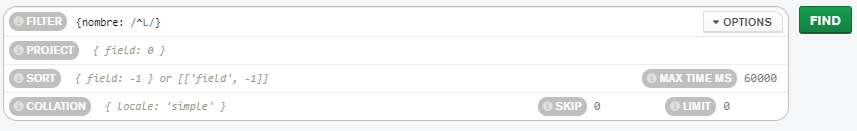 FILTER {nombre: /^L/} OPTIONS FIND
PROJECT { field: 0 }
SORT { field: -1 } or [['field', -1]] MAX TIME MS 60000
COLLATION { locale: 'simple' } SKIP 0 LIMIT 0